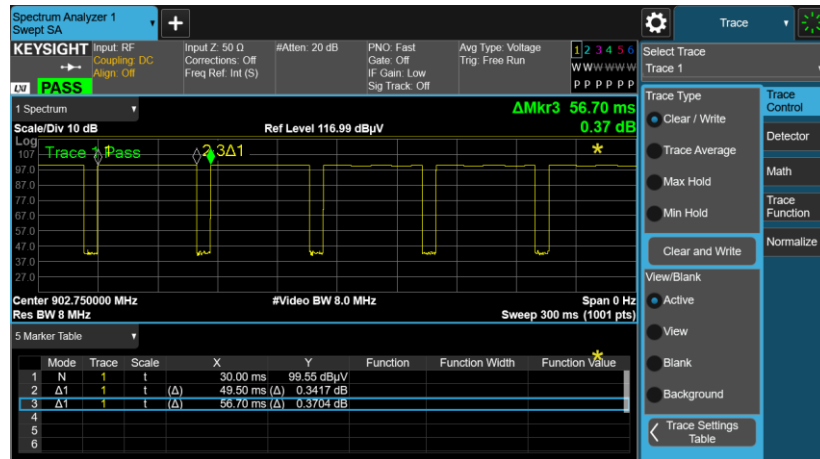 Spectrum Analyzer 1
Swept SA
+
Trace
KEYSIGHT
Input: RF
Coupling: DC
Align: Off
Input Z: 50 Ω
Corrections: Off
Freq Ref: Int (S)
#Atten: 20 dB
PNO: Fast
Gate: Off
IF Gain: Low
Sig Track: Off
Avg Type: Voltage
Trig: Free Run
1 2 3 4 5 6
W W W W W W
P P P P P P
LXI PASS
Select Trace
Trace 1
1 Spectrum
ΔMkr3 56.70 ms
0.37 dB
Scale/Div 10 dB
Ref Level 116.99 dBµV
Log
Trace 1 Pass
1
2 3Δ1
107
97.0
87.0
77.0
67.0
57.0
47.0
37.0
27.0
Center 902.750000 MHz
#Video BW 8.0 MHz
Span 0 Hz
Res BW 8 MHz
Sweep 300 ms (1001 pts)
5 Marker Table
Mode Trace Scale X Y Function Function Width Function Value
1 N 1 t 30.00 ms 99.55 dBµV
2 Δ1 1 t (Δ) 49.50 ms (Δ) 0.3417 dB
3 Δ1 1 t (Δ) 56.70 ms (Δ) 0.3704 dB
4
5
6
Trace Type
Clear / Write
Trace Average
Max Hold
Min Hold
Clear and Write
View/Blank
Active
View
Blank
Background
Trace Settings
Table
Trace
Control
Detector
Math
Trace
Function
Normalize